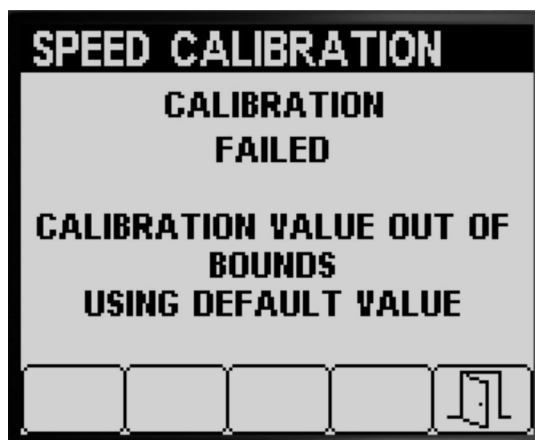 SPEED CALIBRATION
CALIBRATION
FAILED
CALIBRATION VALUE OUT OF
BOUNDS
USING DEFAULT VALUE